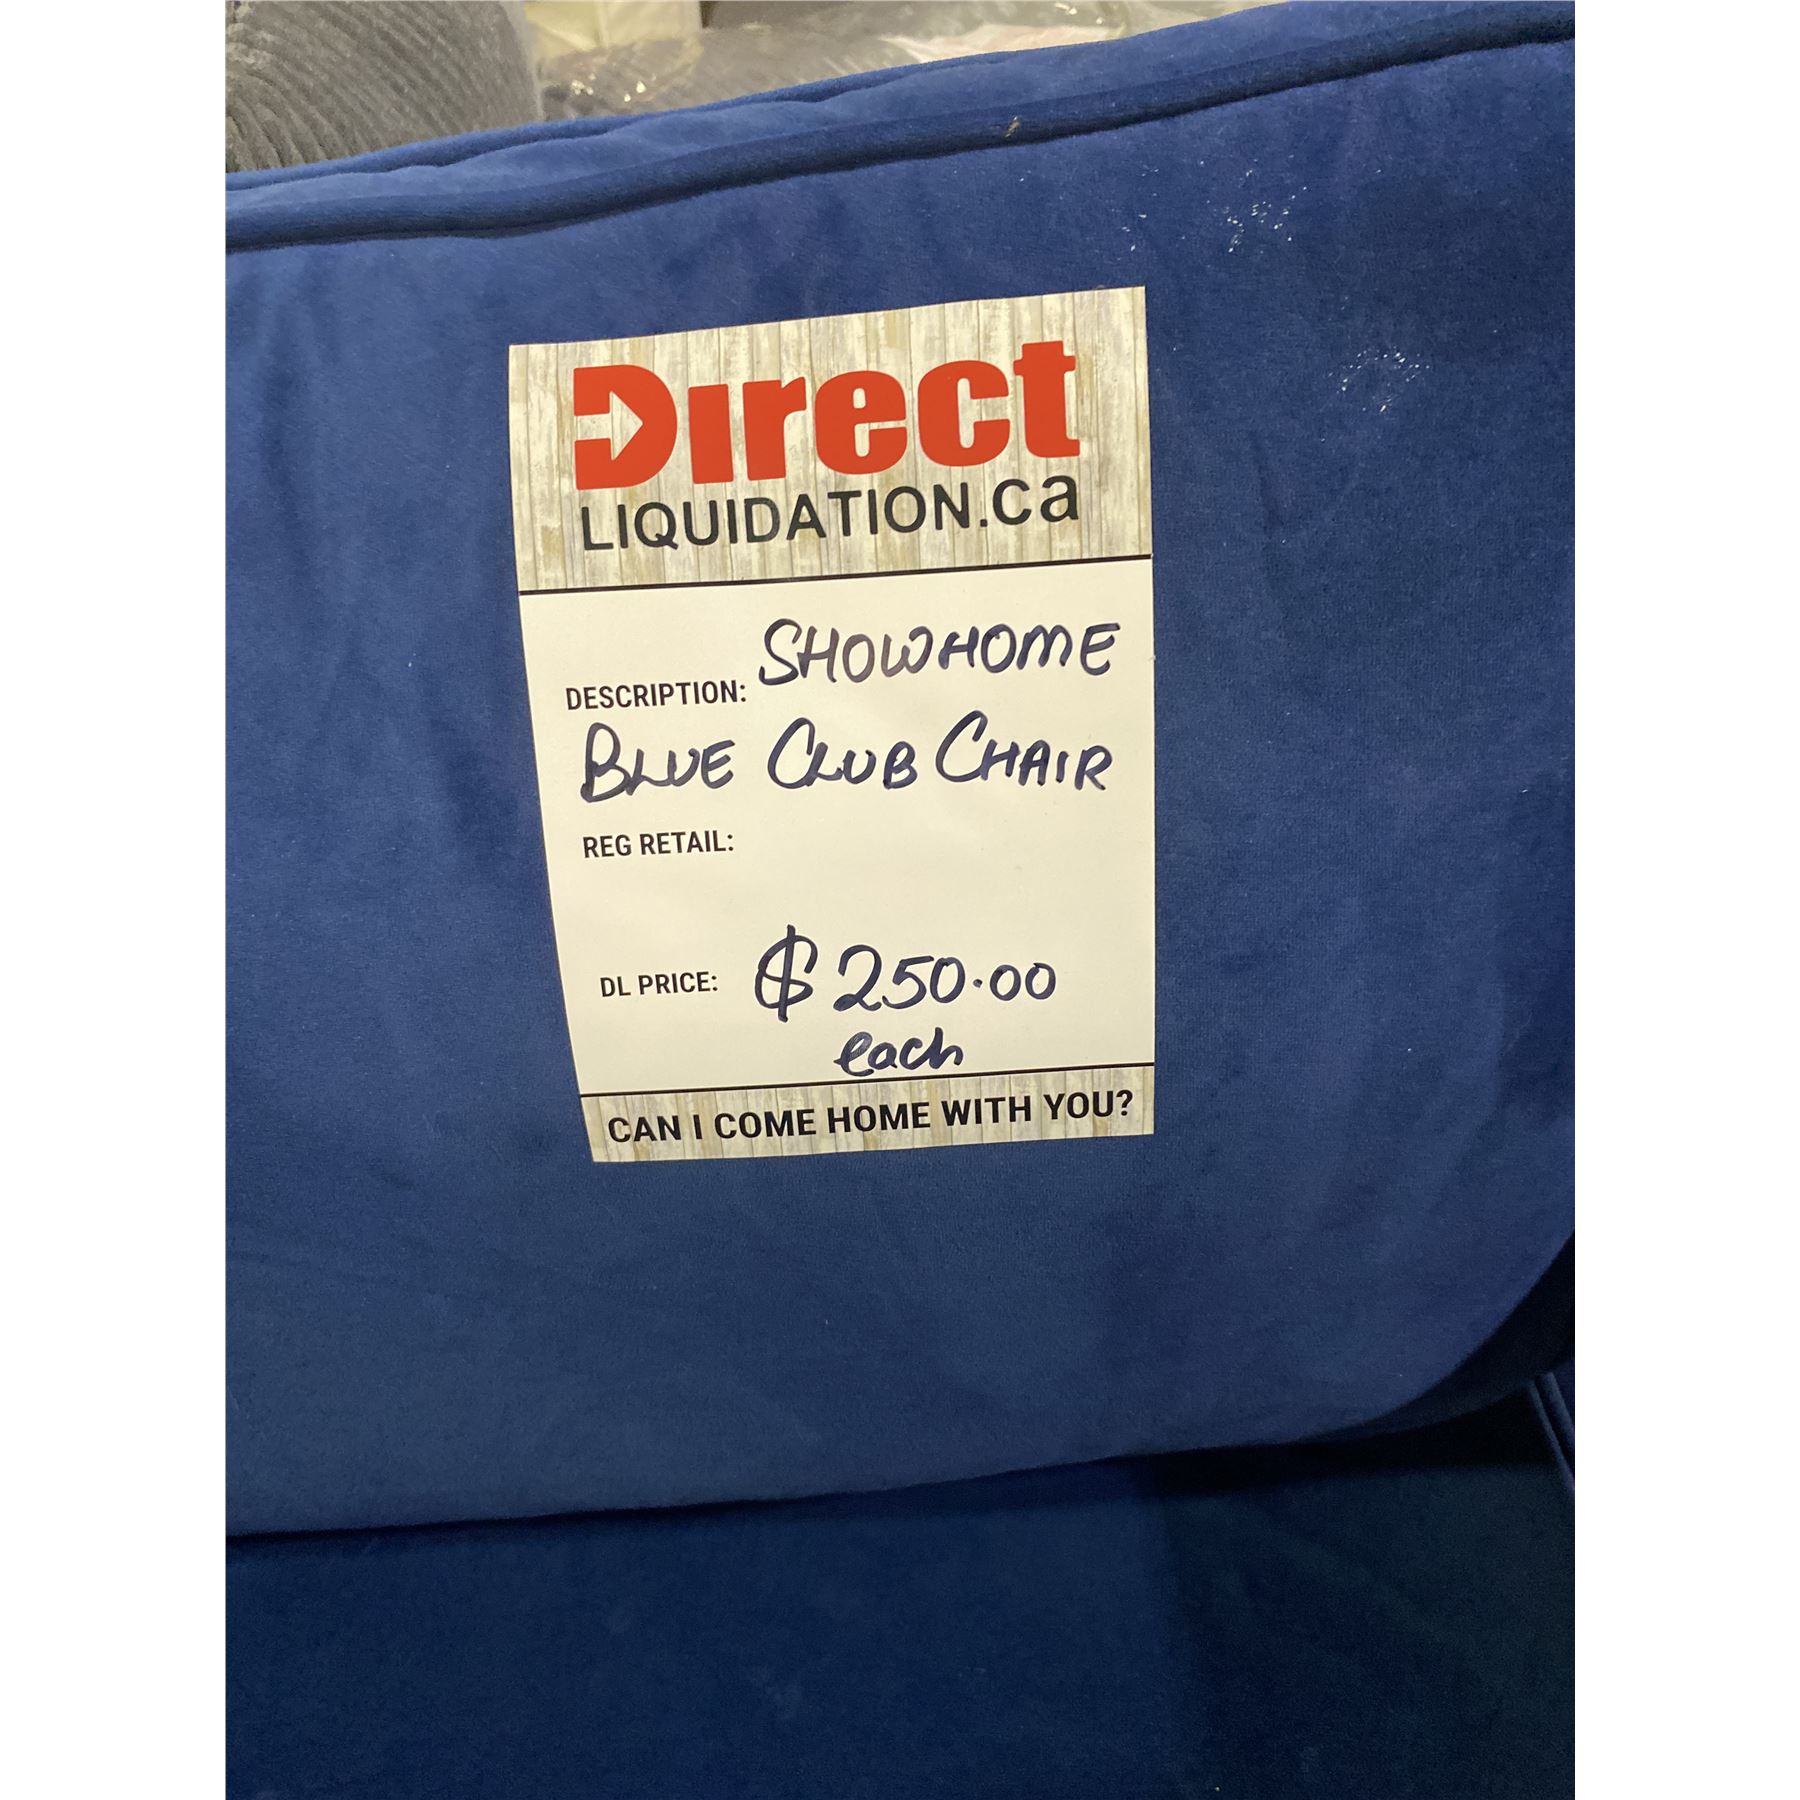 Direct
LIQUIDATION.ca
DESCRIPTION: SHOWHOME
BLUE CLUB CHAIR
REG RETAIL:
DL PRICE: $250.00
each
CAN I COME HOME WITH YOU?